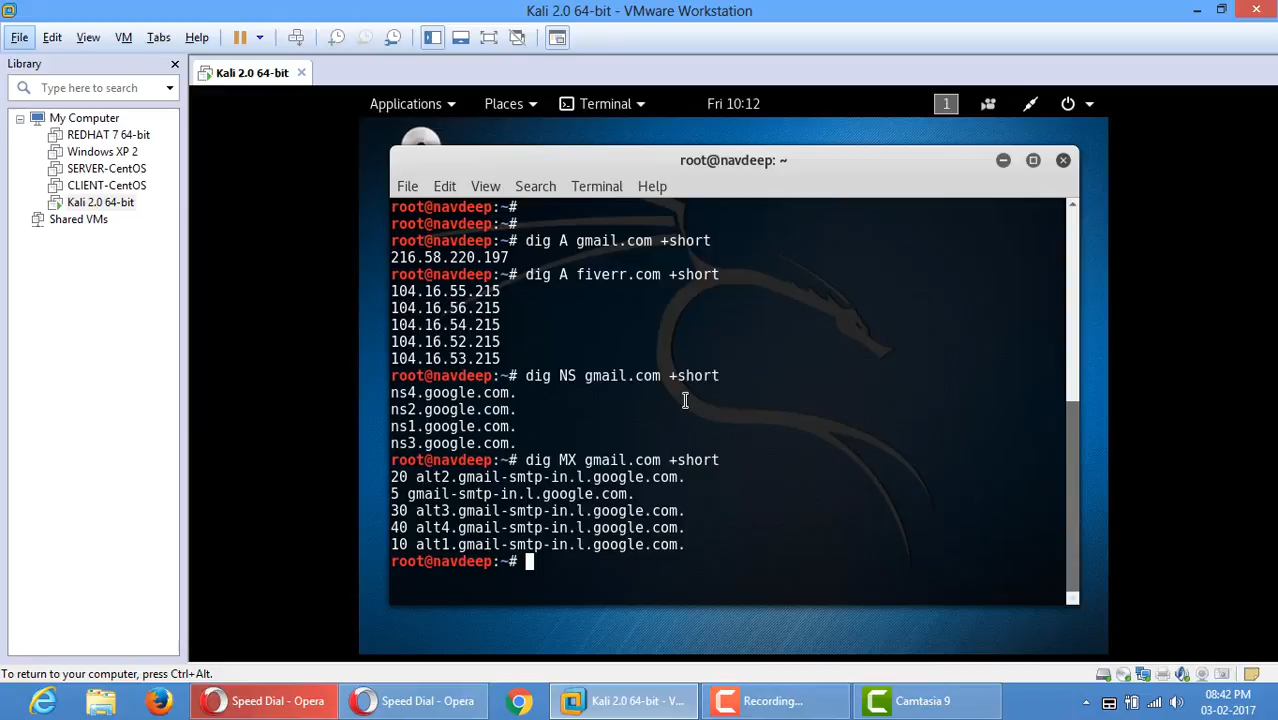 Kali 2.0 64-bit - VMware Workstation
File Edit View VM Tabs Help
Library
Type here to search
My Computer
REDHAT 7 64-bit
Windows XP 2
SERVER-CentOS
CLIENT-CentOS
Kali 2.0 64-bit
Shared VMs
Kali 2.0 64-bit
Applications Places Terminal Fri 10:12 1
root@navdeep: ~
File Edit View Search Terminal Help
root@navdeep:~#
root@navdeep:~#
root@navdeep:~# dig A gmail.com +short
216.58.220.197
root@navdeep:~# dig A fiverr.com +short
104.16.55.215
104.16.56.215
104.16.54.215
104.16.52.215
104.16.53.215
root@navdeep:~# dig NS gmail.com +short
ns4.google.com.
ns2.google.com.
ns1.google.com.
ns3.google.com.
root@navdeep:~# dig MX gmail.com +short
20 alt2.gmail-smtp-in.l.google.com.
5 gmail-smtp-in.l.google.com.
30 alt3.gmail-smtp-in.l.google.com.
40 alt4.gmail-smtp-in.l.google.com.
10 alt1.gmail-smtp-in.l.google.com.
root@navdeep:~#
To return to your computer, press Ctrl+Alt.
Speed Dial - Opera
Speed Dial - Opera
Kali 2.0 64-bit - V...
Recording...
Camtasia 9
08:42 PM
03-02-2017